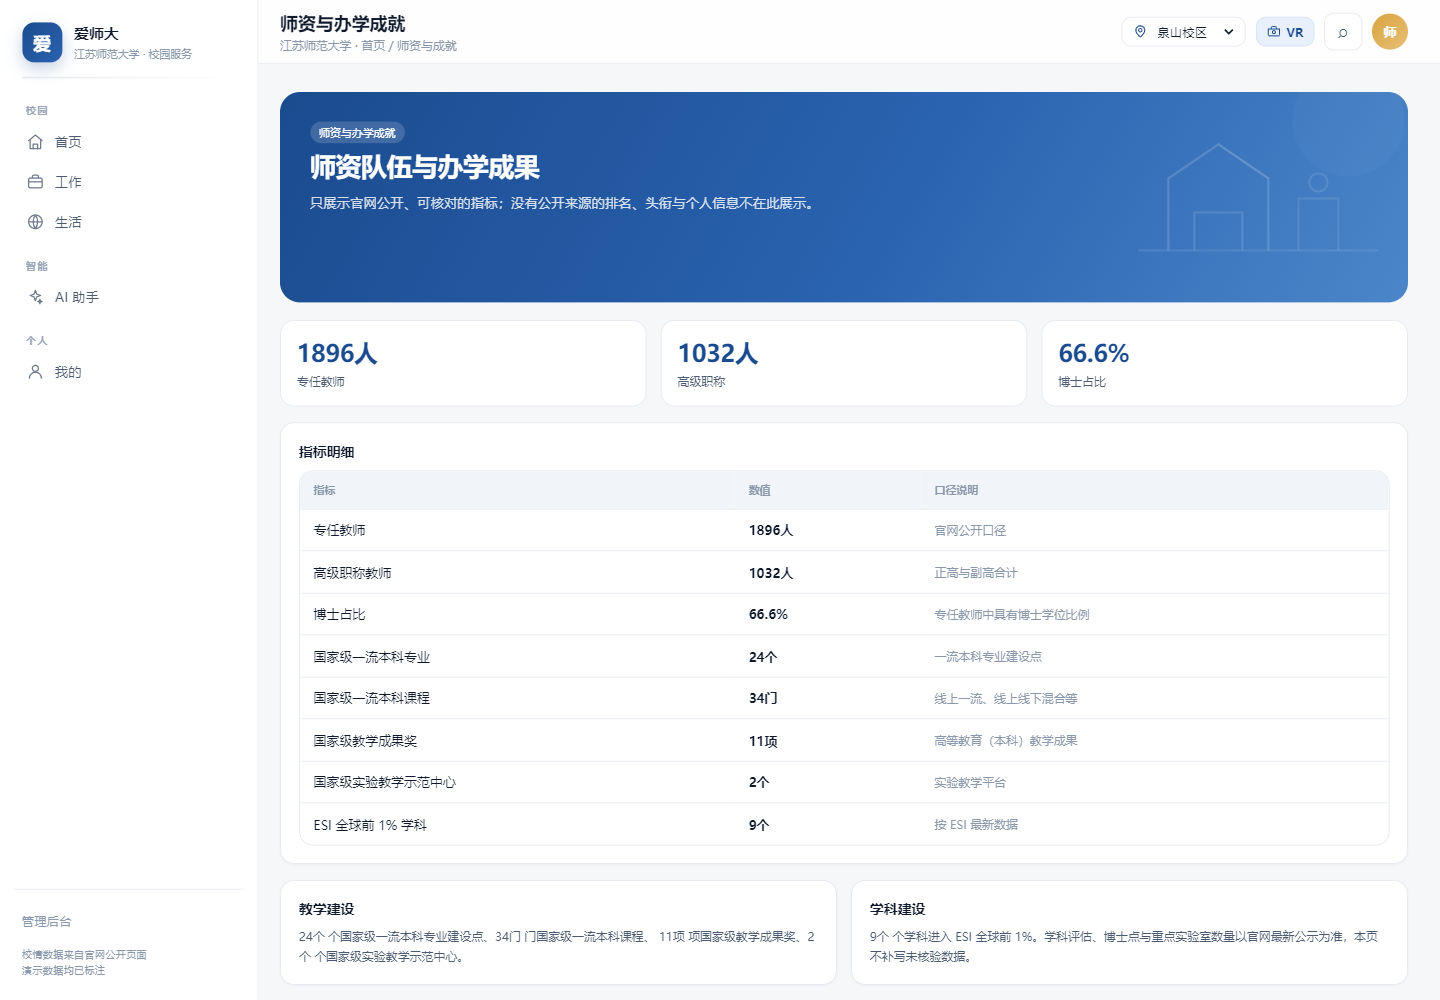 爱
爱师大
江苏师范大学 · 校园服务
校园
首页
工作
生活
智能
AI 助手
个人
我的
管理后台
校情数据来自官网公开页面
演示数据均已标注
师资与办学成就
江苏师范大学 · 首页 / 师资与成就
泉山校区
VR
师
师资与办学成就
师资队伍与办学成果
只展示官网公开、可核对的指标；没有公开来源的排名、头衔与个人信息不在此展示。
1896人
专任教师
1032人
高级职称
66.6%
博士占比
指标明细
指标 数值 口径说明
专任教师 1896人 官网公开口径
高级职称教师 1032人 正高与副高合计
博士占比 66.6% 专任教师中具有博士学位比例
国家级一流本科专业 24个 一流本科专业建设点
国家级一流本科课程 34门 线上一流、线上线下混合等
国家级教学成果奖 11项 高等教育（本科）教学成果
国家级实验教学示范中心 2个 实验教学平台
ESI 全球前 1% 学科 9个 按 ESI 最新数据
教学建设
24个 个国家级一流本科专业建设点、34门 门国家级一流本科课程、 11项 项国家级教学成果奖、2
个 个国家级实验教学示范中心。
学科建设
9个 个学科进入 ESI 全球前 1%。学科评估、博士点与重点实验室数量以官网最新公示为准，本页
不补写未核验数据。